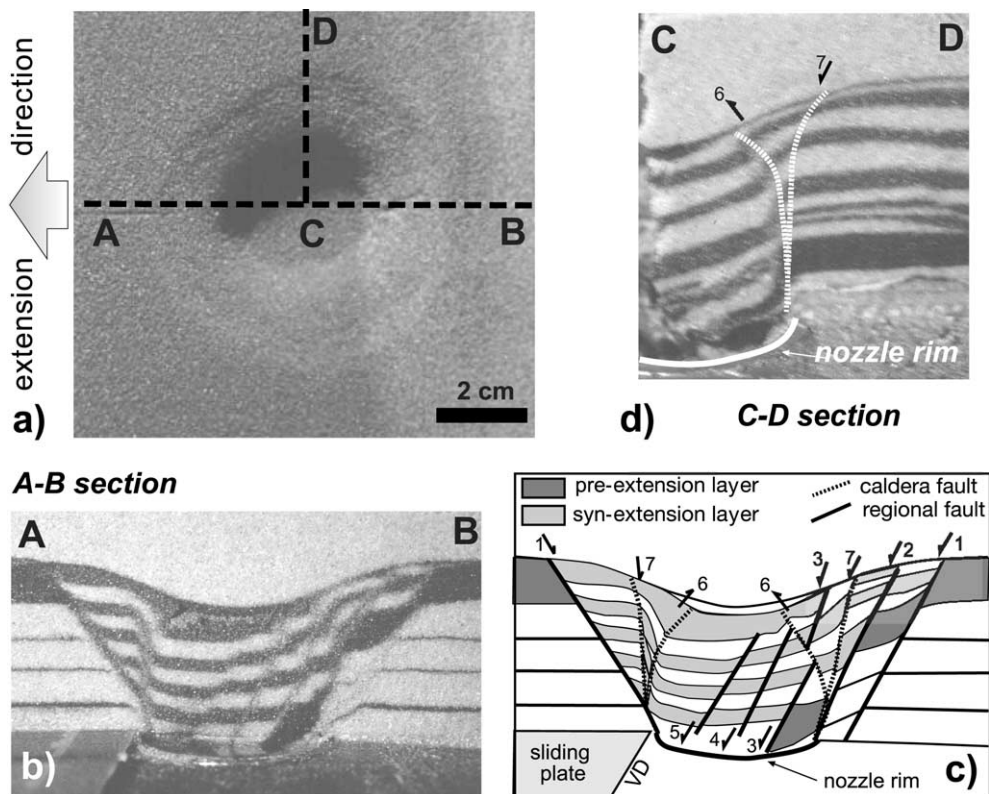 direction
extension
A
B
C
D
2 cm
a)
C
D
6
7
nozzle rim
d)
C-D section
A-B section
A
B
b)
pre-extension layer
syn-extension layer
caldera fault
regional fault
1
7
6
6
3
7
2
1
5
4
3
sliding
plate
VD
nozzle rim
c)